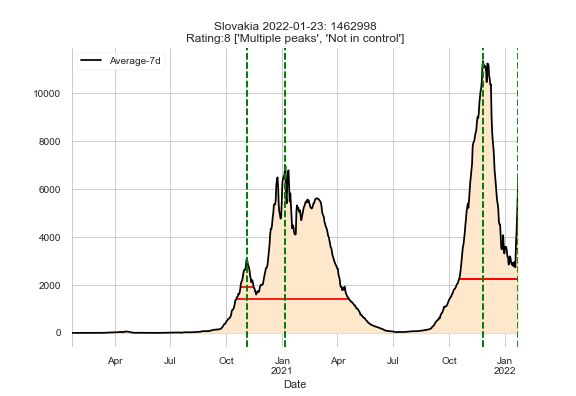 Slovakia 2022-01-23: 1462998
Rating:8 ['Multiple peaks', 'Not in control']
Average-7d
10000
8000
6000
4000
2000
0
Apr Jul Oct Jan Apr Jul Oct Jan
2021 2022
Date